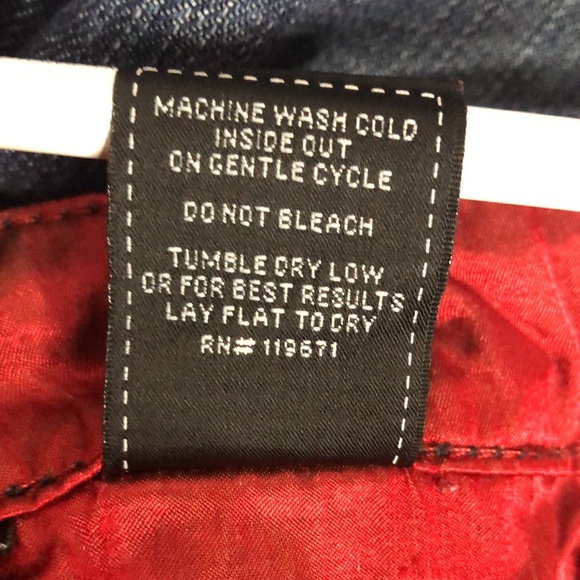 MACHINE WASH COLD
INSIDE OUT
ON GENTLE CYCLE
DO NOT BLEACH
TUMBLE DRY LOW
OR FOR BEST RESULTS
LAY FLAT TO DRY
RN# 119671